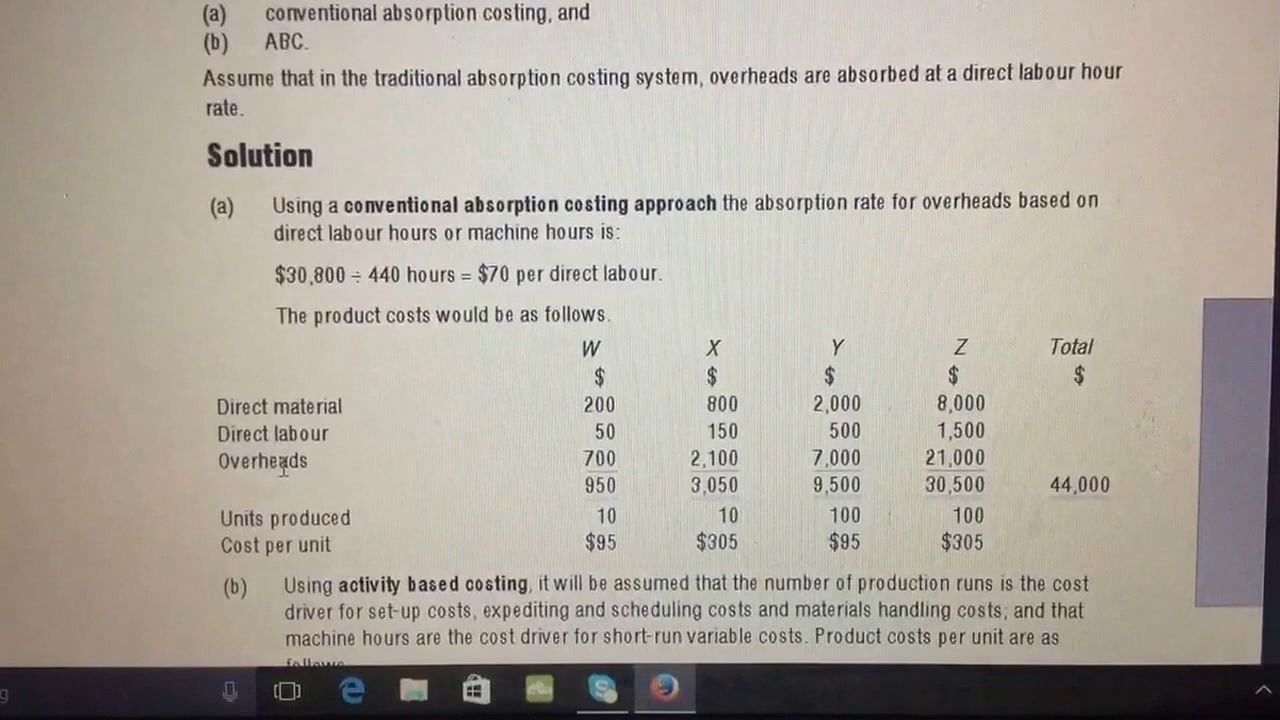 (a) conventional absorption costing, and
(b) ABC.
Assume that in the traditional absorption costing system, overheads are absorbed at a direct labour hour
rate.
Solution
(a) Using a conventional absorption costing approach the absorption rate for overheads based on
direct labour hours or machine hours is:
$30,800 ÷ 440 hours = $70 per direct labour.
The product costs would be as follows.
W X Y Z Total
$ $ $ $ $
Direct material 200 800 2,000 8,000
Direct labour 50 150 500 1,500
Overheads 700 2,100 7,000 21,000
950 3,050 9,500 30,500 44,000
Units produced 10 10 100 100
Cost per unit $95 $305 $95 $305
(b) Using activity based costing, it will be assumed that the number of production runs is the cost
driver for set-up costs, expediting and scheduling costs and materials handling costs; and that
machine hours are the cost driver for short-run variable costs. Product costs per unit are as
follows
g